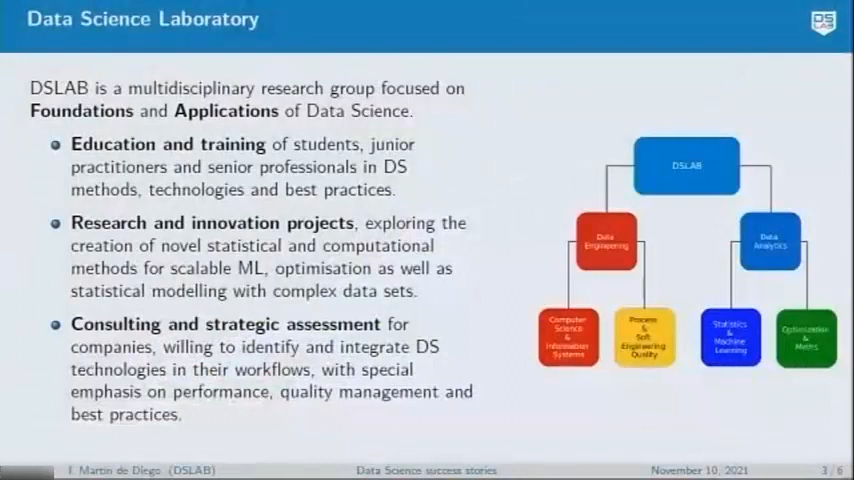 Data Science Laboratory
DS
LAB
DSLAB is a multidisciplinary research group focused on
Foundations and Applications of Data Science.
Education and training of students, junior
practitioners and senior professionals in DS
methods, technologies and best practices.
Research and innovation projects, exploring the
creation of novel statistical and computational
methods for scalable ML, optimisation as well as
statistical modelling with complex data sets.
Consulting and strategic assessment for
companies, willing to identify and integrate DS
technologies in their workflows, with special
emphasis on performance, quality management and
best practices.
DSLAB
Data
Engineering
Data
Analytics
Computer
Science
&
Information
Systems
Process
&
Soft
Engineering
Quality
Statistics
&
Machine
Learning
Optimization
&
Maths
I. Martin de Diego (DSLAB)
Data Science success stories
November 10, 2021
3 / 6